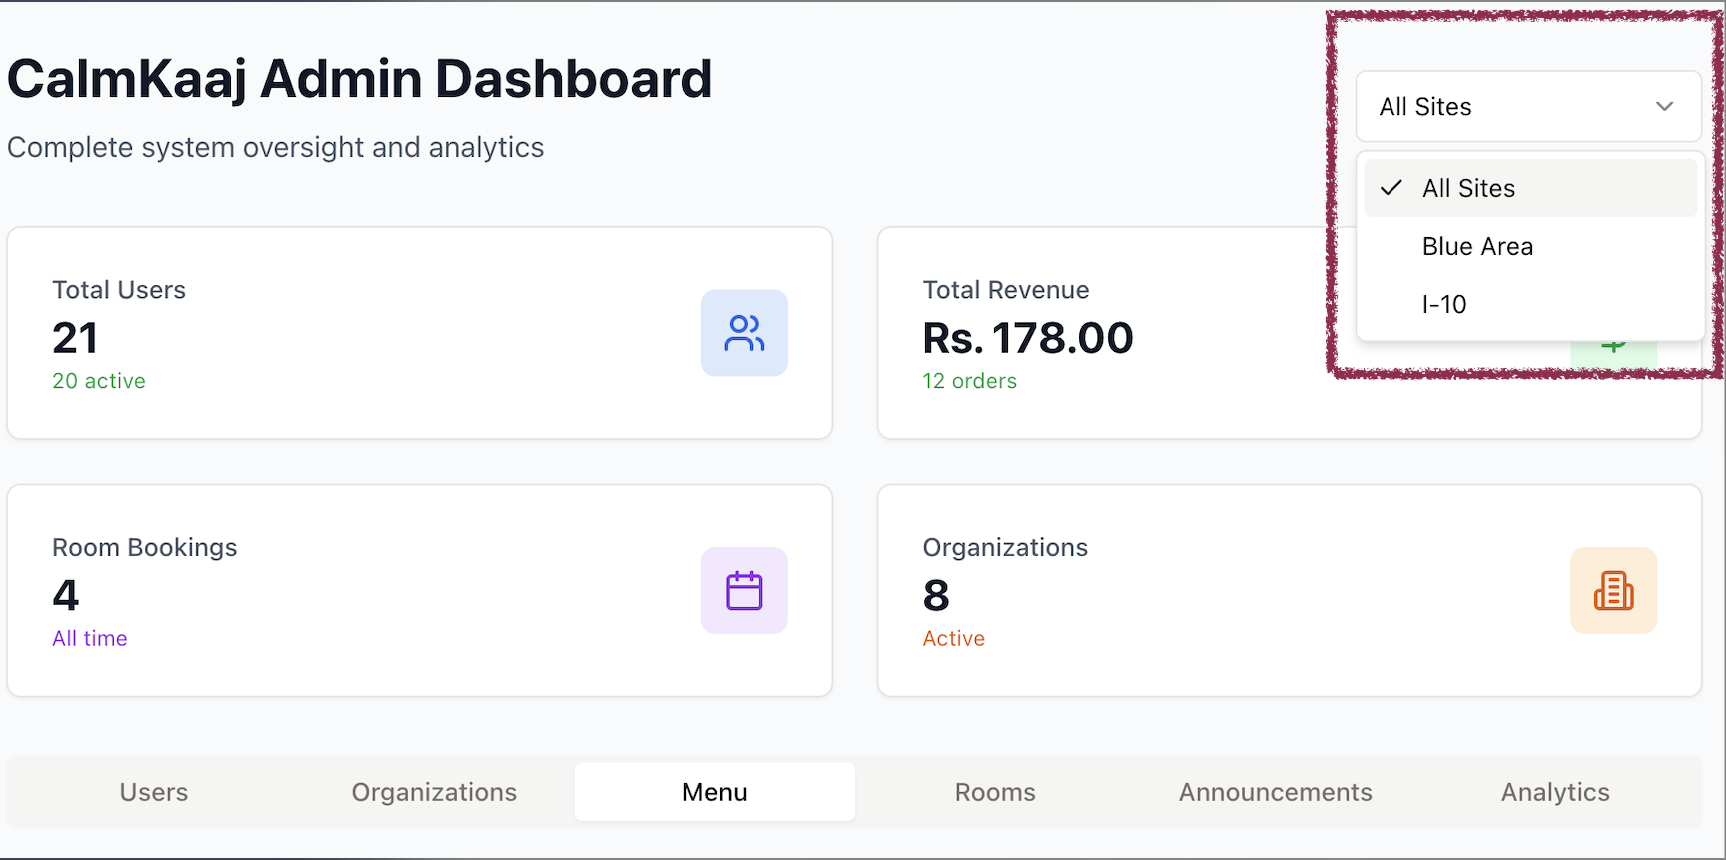 CalmKaaj Admin Dashboard
Complete system oversight and analytics
All Sites
All Sites
Blue Area
I-10
Total Users
21
20 active
Total Revenue
Rs. 178.00
12 orders
Room Bookings
4
All time
Organizations
8
Active
Users
Organizations
Menu
Rooms
Announcements
Analytics